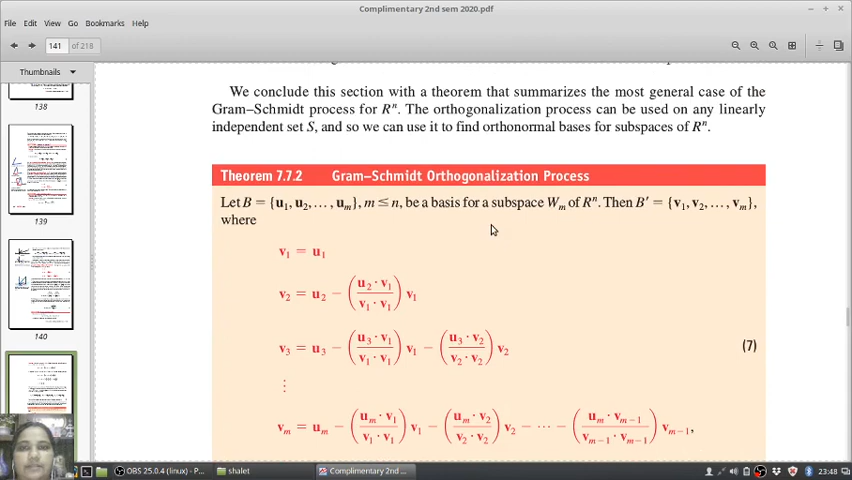 Complimentary 2nd sem 2020.pdf
File Edit View Go Bookmarks Help
141 of 218
Thumbnails
138
139
140
We conclude this section with a theorem that summarizes the most general case of the
Gram–Schmidt process for Rⁿ. The orthogonalization process can be used on any linearly
independent set S, and so we can use it to find orthonormal bases for subspaces of Rⁿ.
Theorem 7.7.2 Gram–Schmidt Orthogonalization Process
Let B = {u₁, u₂, . . . , uₘ}, m ≤ n, be a basis for a subspace Wₘ of Rⁿ. Then B′ = {v₁, v₂, . . . , vₘ},
where
v₁ = u₁
v₂ = u₂ − (u₂ · v₁ / v₁ · v₁) v₁
v₃ = u₃ − (u₃ · v₁ / v₁ · v₁) v₁ − (u₃ · v₂ / v₂ · v₂) v₂ (7)
⋮
vₘ = uₘ − (uₘ · v₁ / v₁ · v₁) v₁ − (uₘ · v₂ / v₂ · v₂) v₂ − ··· − (uₘ · vₘ₋₁ / vₘ₋₁ · vₘ₋₁) vₘ₋₁,
OBS 25.0.4 (linux) - P... shalet Complimentary 2nd sem 2020... 23:48